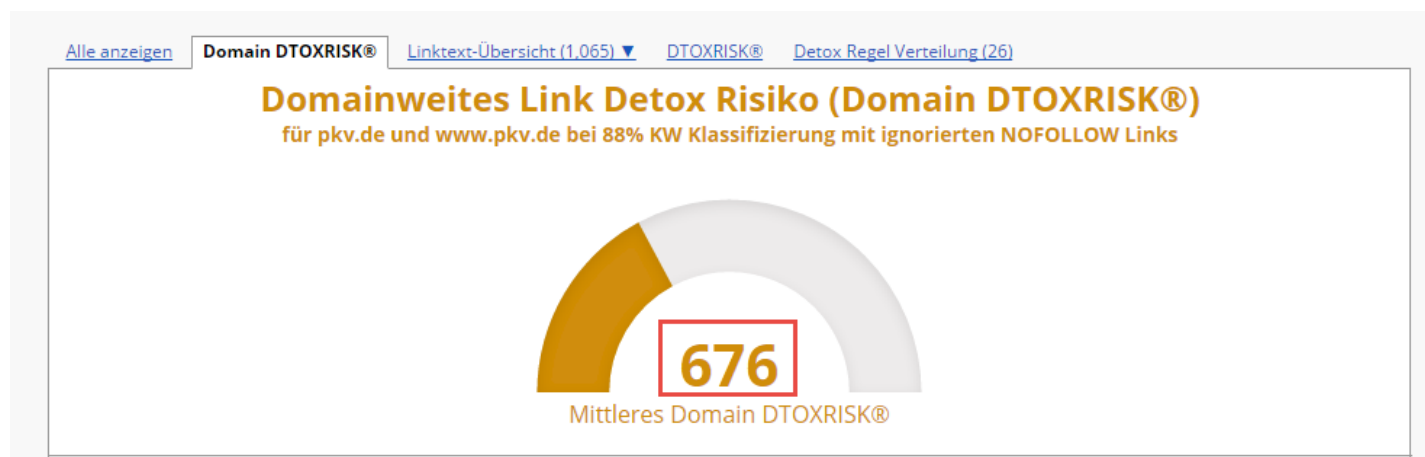 Alle anzeigen Domain DTOXRISK® Linktext-Übersicht (1,065) ▼ DTOXRISK® Detox Regel Verteilung (26)
Domainweites Link Detox Risiko (Domain DTOXRISK®)
für pkv.de und www.pkv.de bei 88% KW Klassifizierung mit ignorierten NOFOLLOW Links
676
Mittleres Domain DTOXRISK®